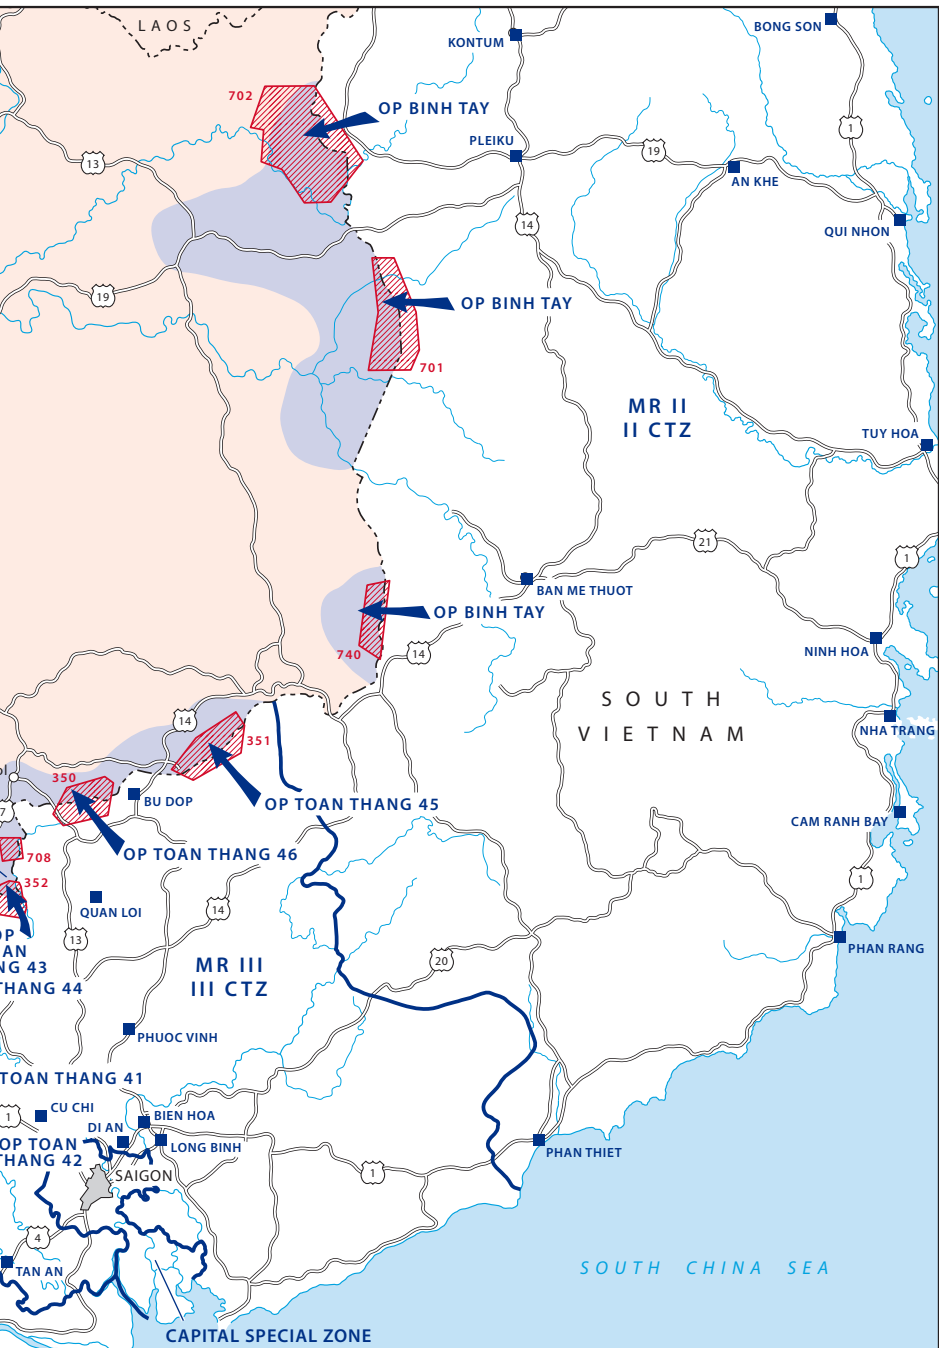 LAOS
BONG SON
KONTUM
702
OP BINH TAY
1
PLEIKU
19
13
AN KHE
14
QUI NHON
19
OP BINH TAY
701
MR II
II CTZ
TUY HOA
21
1
BAN ME THUOT
OP BINH TAY
740
14
NINH HOA
SOUTH
VIETNAM
14
351
NHA TRANG
ol
350
BU DOP
OP TOAN THANG 45
7
CAM RANH BAY
OP TOAN THANG 46
708
352
1
QUAN LOI
14
OP
AN
NG 43
13
PHAN RANG
20
MR III
III CTZ
THANG 44
PHUOC VINH
TOAN THANG 41
1
CU CHI
BIEN HOA
DI AN
OP TOAN
THANG 42
LONG BINH
PHAN THIET
SAIGON
1
4
TAN AN
SOUTH CHINA SEA
CAPITAL SPECIAL ZONE